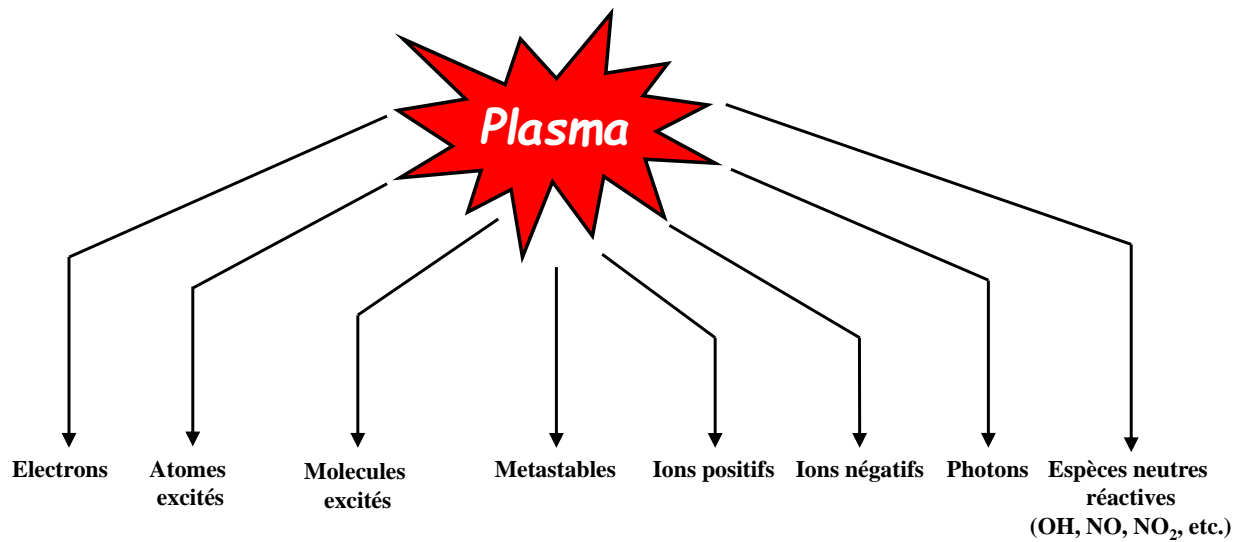 Plasma
Electrons
Atomes
excités
Molecules
excités
Metastables
Ions positifs
Ions négatifs
Photons
Espèces neutres
réactives
(OH, NO, NO₂, etc.)